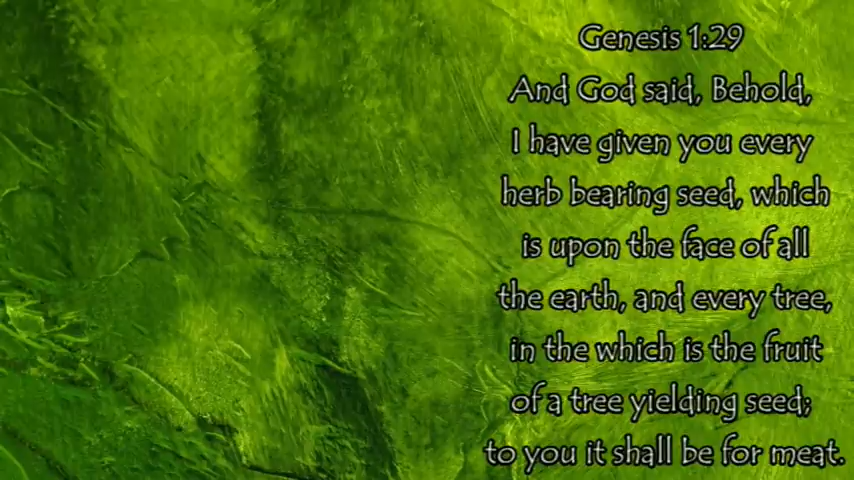 Genesis 1:29
And God said, Behold,
I have given you every
herb bearing seed, which
is upon the face of all
the earth, and every tree,
in the which is the fruit
of a tree yielding seed;
to you it shall be for meat.